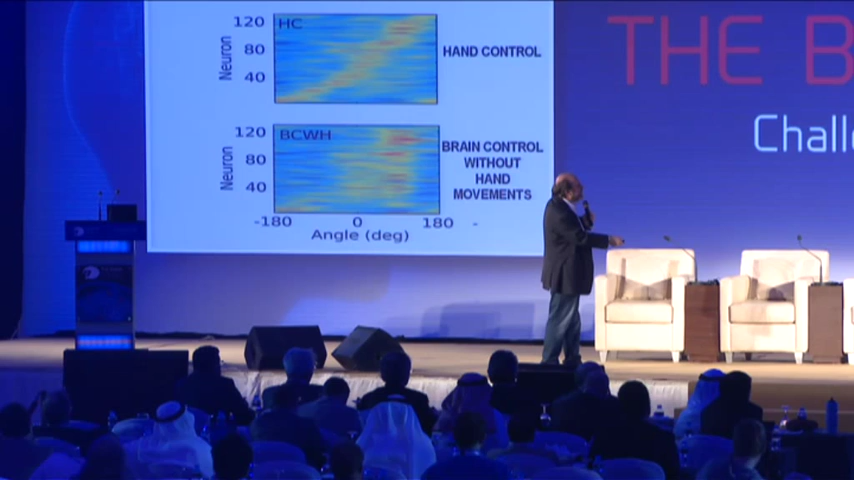 HC
120
80
40
Neuron
HAND CONTROL
BCWH
120
80
40
Neuron
BRAIN CONTROL
WITHOUT
HAND
MOVEMENTS
-180
0
180
-
Angle (deg)
THE B
Challe